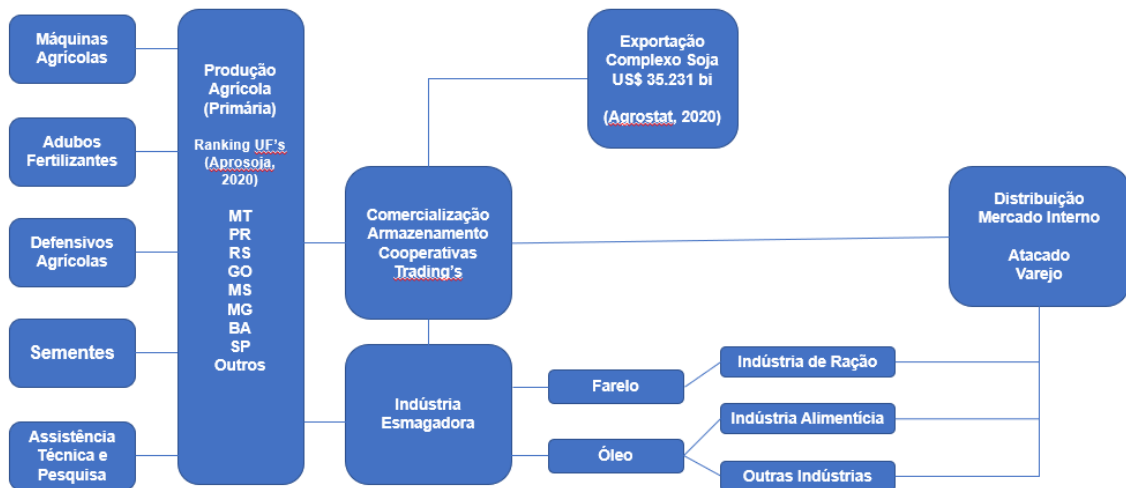 Máquinas
Agrícolas
Adubos
Fertilizantes
Defensivos
Agrícolas
Sementes
Assistência
Técnica e
Pesquisa
Produção
Agrícola
(Primária)
Ranking UF's
(Aprosoja,
2020)
MT
PR
RS
GO
MS
MG
BA
SP
Outros
Comercialização
Armazenamento
Cooperativas
Trading's
Indústria
Esmagadora
Exportação
Complexo Soja
US$ 35.231 bi
(Agrostat, 2020)
Farelo
Óleo
Indústria de Ração
Indústria Alimentícia
Outras Indústrias
Distribuição
Mercado Interno
Atacado
Varejo